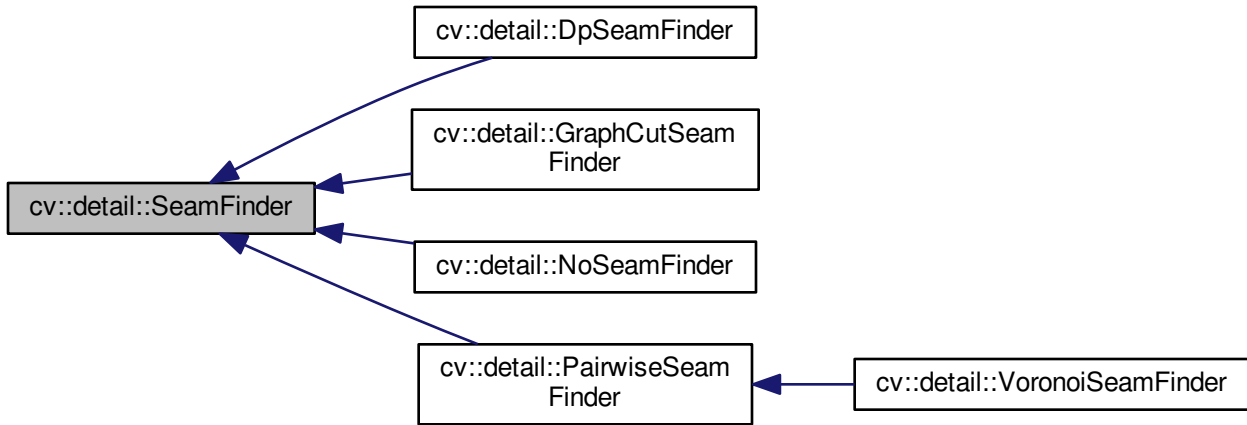 cv::detail::DpSeamFinder
cv::detail::GraphCutSeam
Finder
cv::detail::SeamFinder
cv::detail::NoSeamFinder
cv::detail::PairwiseSeam
Finder
cv::detail::VoronoiSeamFinder